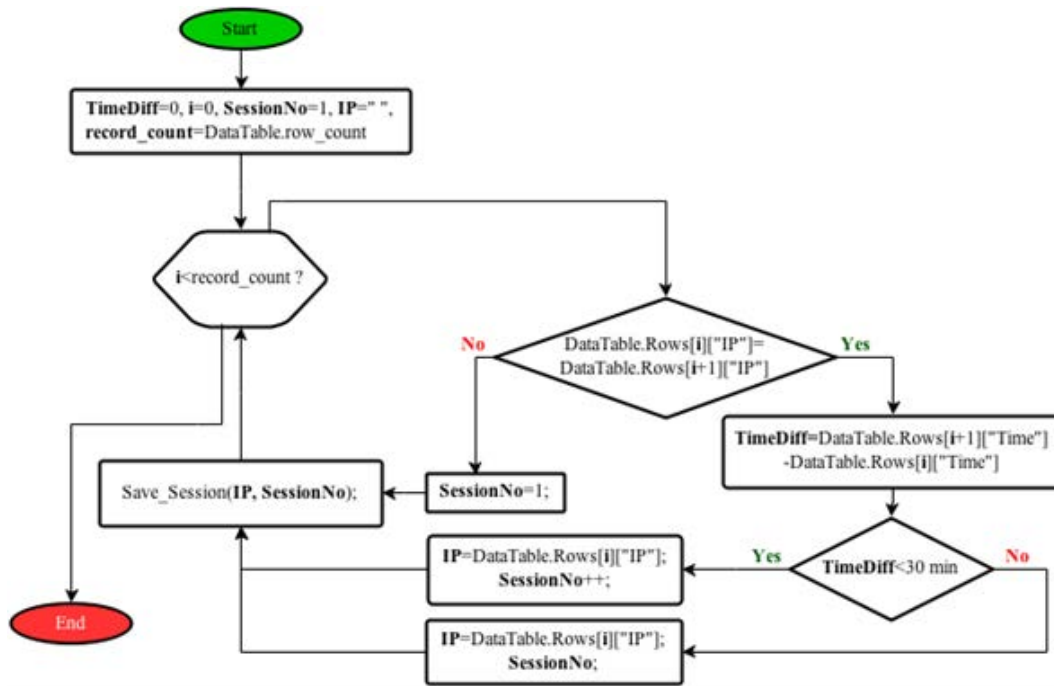 Start
TimeDiff=0, i=0, SessionNo=1, IP=" ",
record_count=DataTable.row_count
i<record_count ?
No
DataTable.Rows[i]["IP"]=
DataTable.Rows[i+1]["IP"]
Yes
TimeDiff=DataTable.Rows[i+1]["Time"]
-DataTable.Rows[i]["Time"]
Save_Session(IP, SessionNo);
SessionNo=1;
IP=DataTable.Rows[i]["IP"];
SessionNo++;
Yes
TimeDiff<30 min
No
End
IP=DataTable.Rows[i]["IP"];
SessionNo;